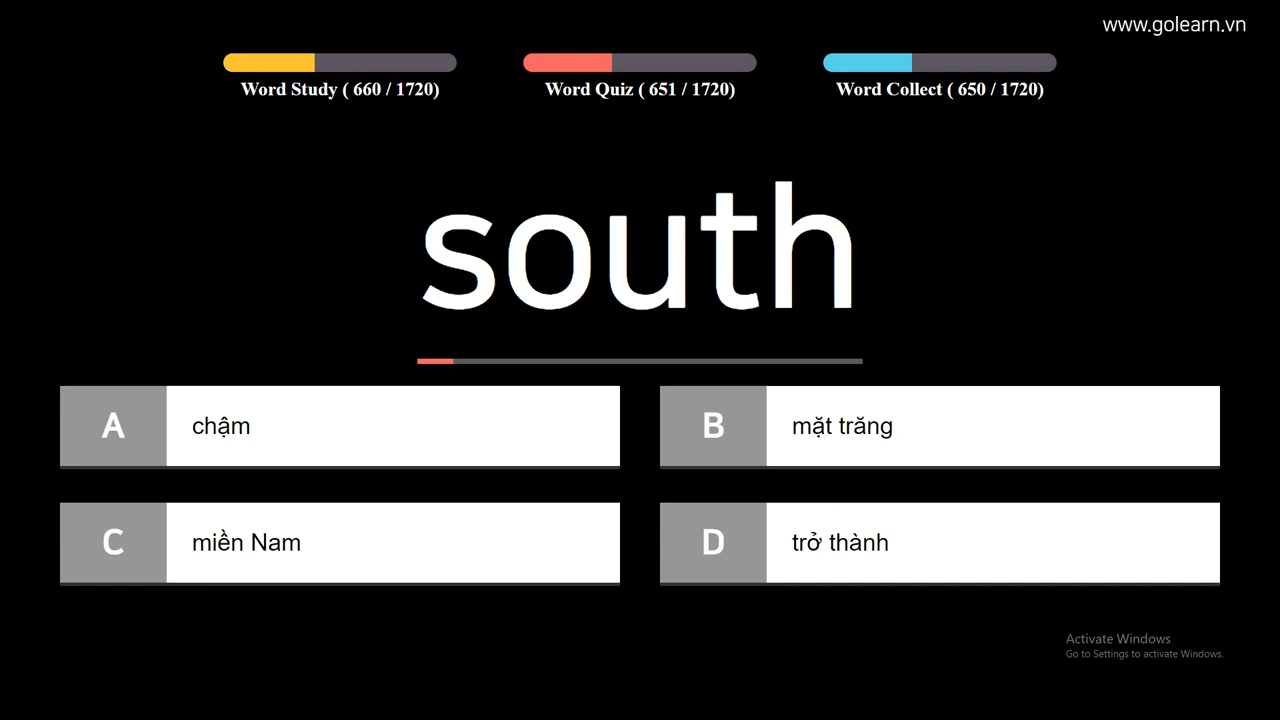 www.golearn.vn
Word Study ( 660 / 1720)
Word Quiz ( 651 / 1720)
Word Collect ( 650 / 1720)
south
A chậm
B mặt trăng
C miền Nam
D trở thành
Activate Windows
Go to Settings to activate Windows.